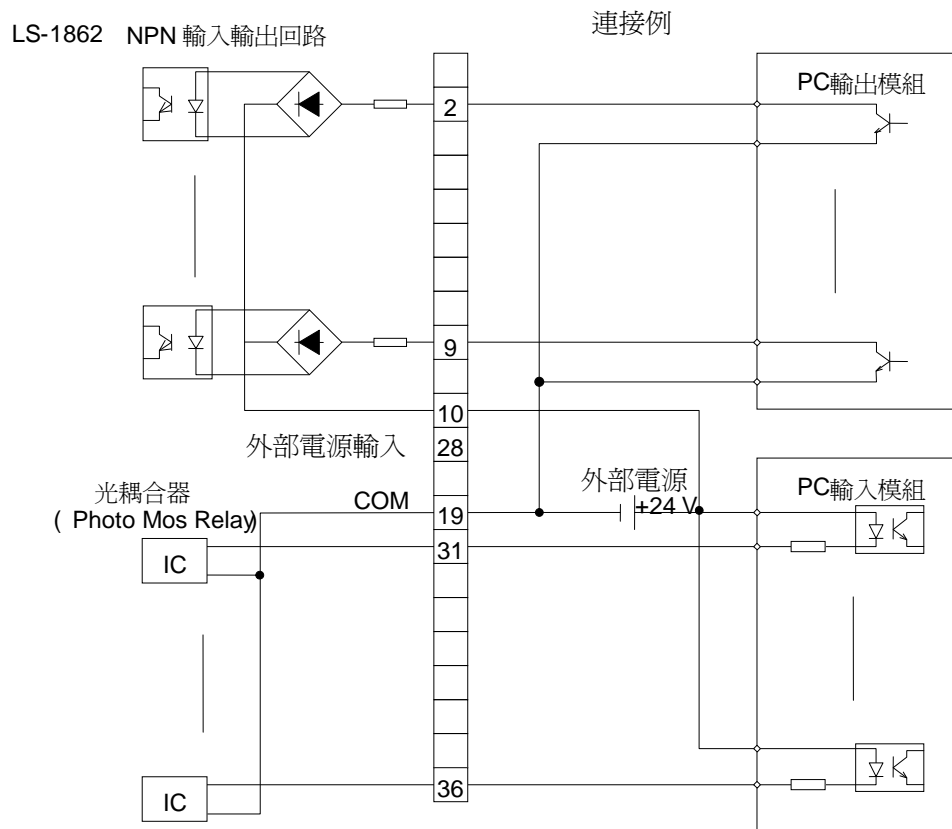 連接例
LS-1862 NPN 輸入輸出回路
PC輸出模組
2
9
10
外部電源輸入
28
外部電源
+24 V
PC輸入模組
光耦合器
( Photo Mos Relay)
COM
19
31
IC
36
IC